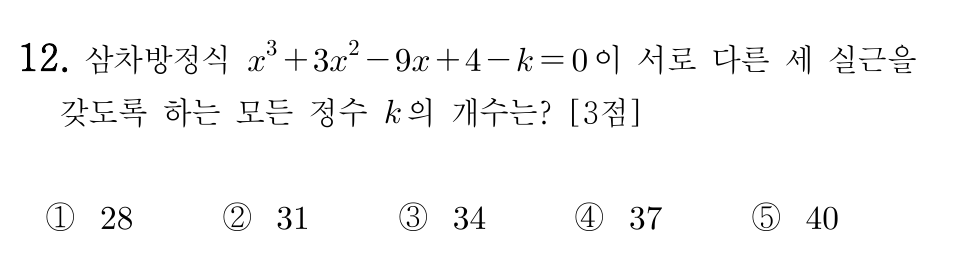 12. 삼차방정식 x³+3x²−9x+4−k=0이 서로 다른 세 실근을
갖도록 하는 모든 정수 k의 개수는? [3점]
① 28 ② 31 ③ 34 ④ 37 ⑤ 40